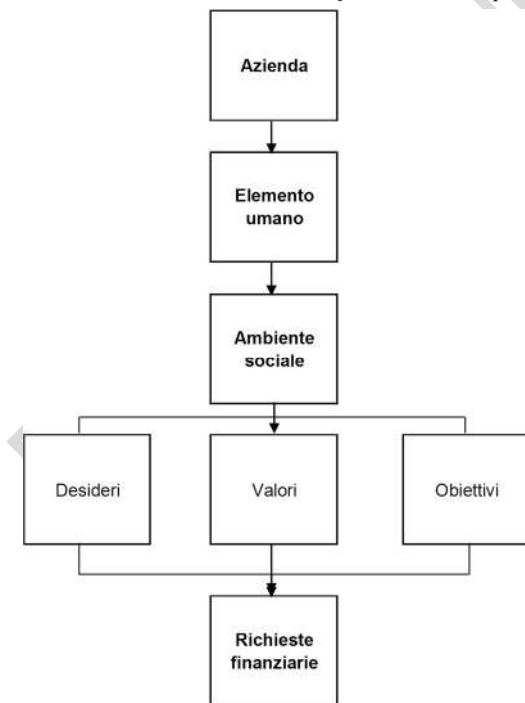 Azienda
Elemento
umano
Ambiente
sociale
Desideri
Valori
Obiettivi
Richieste
finanziarie